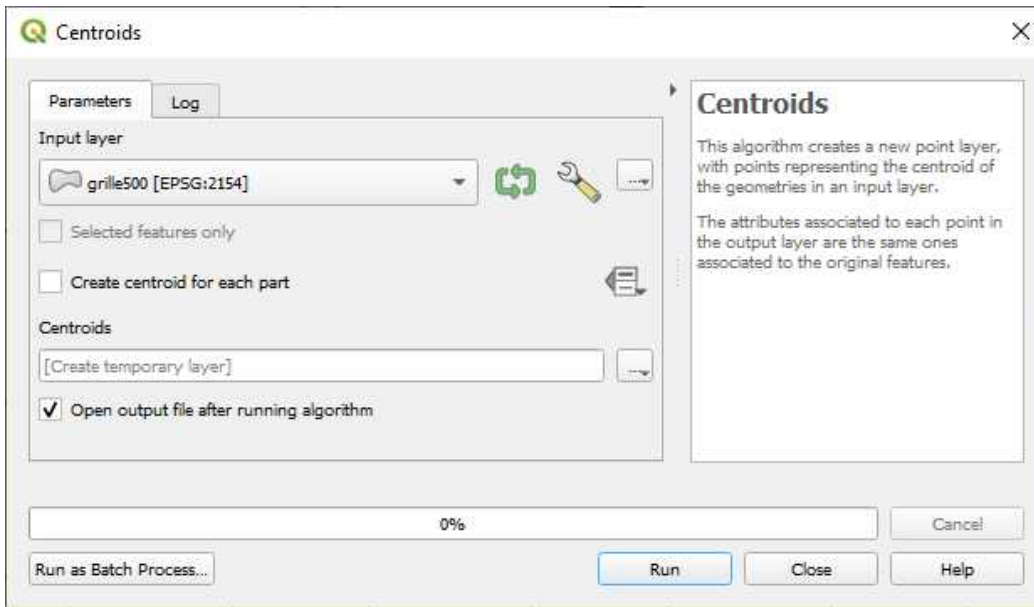 Centroids
Parameters
Log
Input layer
grille500 [EPSG:2154]
...
Selected features only
Create centroid for each part
Centroids
[Create temporary layer]
...
Open output file after running algorithm
Centroids
This algorithm creates a new point layer,
with points representing the centroid of
the geometries in an input layer.
The attributes associated to each point in
the output layer are the same ones
associated to the original features.
0%
Cancel
Run as Batch Process...
Run
Close
Help